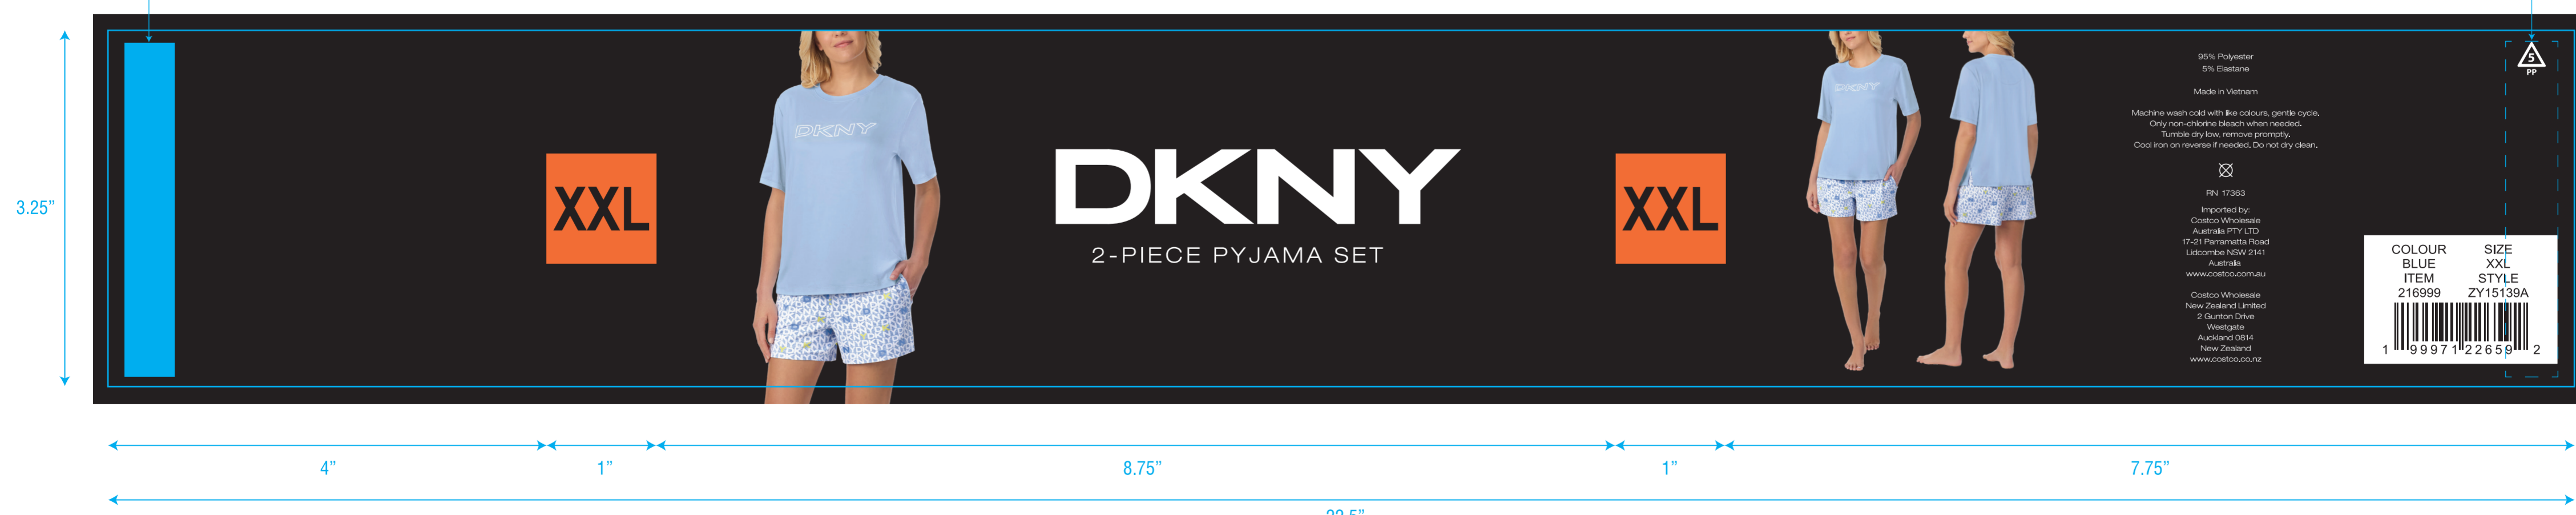 3.25”
XXL
DKNY
DKNY
2-PIECE PYJAMA SET
XXL
DKNY
95% Polyester
5% Elastane
Made in Vietnam
Machine wash cold with like colours, gentle cycle.
Only non-chlorine bleach when needed.
Tumble dry low, remove promptly.
Cool iron on reverse if needed. Do not dry clean.
RN 17363
Imported by:
Costco Wholesale
Australia PTY LTD
17-21 Parramatta Road
Lidcombe NSW 2141
Australia
www.costco.com.au
Costco Wholesale
New Zealand Limited
2 Gunton Drive
Westgate
Auckland 0814
New Zealand
www.costco.co.nz
5
PP
COLOUR SIZE
BLUE XXL
ITEM STYLE
216999 ZY15139A
1 99971 22659 2
4” 1” 8.75” 1” 7.75”
22.5”